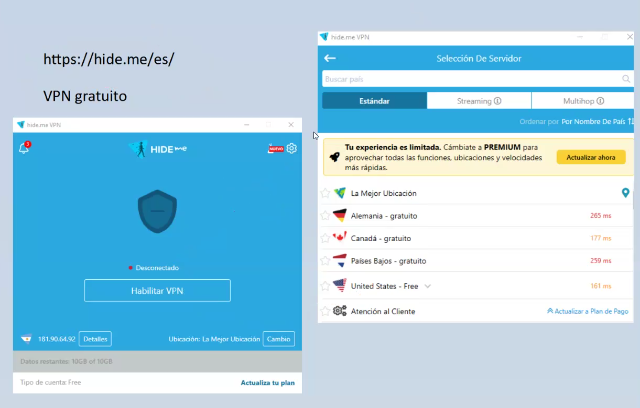 https://hide.me/es/
VPN gratuito
hide.me VPN
2
HIDE me
NUEVO
Desconectado
Habilitar VPN
181.90.64.92 Detalles Ubicación: La Mejor Ubicación Cambio
Datos restantes: 10GB of 10GB
Tipo de cuenta: Free Actualiza tu plan
hide.me VPN
Selección De Servidor
Buscar país
Estándar Streaming Multihop
Ordenar por Por Nombre De País
Tu experiencia es limitada. Cámbiate a PREMIUM para
aprovechar todas las funciones, ubicaciones y velocidades
más rápidas.
Actualizar ahora
La Mejor Ubicación
Alemania - gratuito 265 ms
Canadá - gratuito 177 ms
Países Bajos - gratuito 259 ms
United States - Free 161 ms
Atención al Cliente Actualizar a Plan de Pago